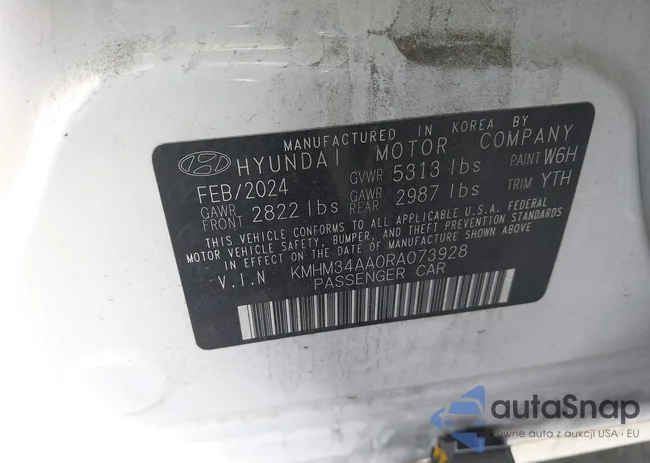 MANUFACTURED IN KOREA BY
HYUNDAI MOTOR COMPANY
FEB/2024 GVWR 5313 lbs PAINT W6H
GAWR FRONT 2822 lbs GAWR REAR 2987 lbs TRIM YTH
THIS VEHICLE CONFORMS TO ALL APPLICABLE U.S.A. FEDERAL
MOTOR VEHICLE SAFETY, BUMPER, AND THEFT PREVENTION STANDARDS
IN EFFECT ON THE DATE OF MANUFACTURE SHOWN ABOVE.
V.I.N KMHM34AA0RA073928
PASSENGER CAR
autaSnap
Pewne auta z aukcji USA i EU